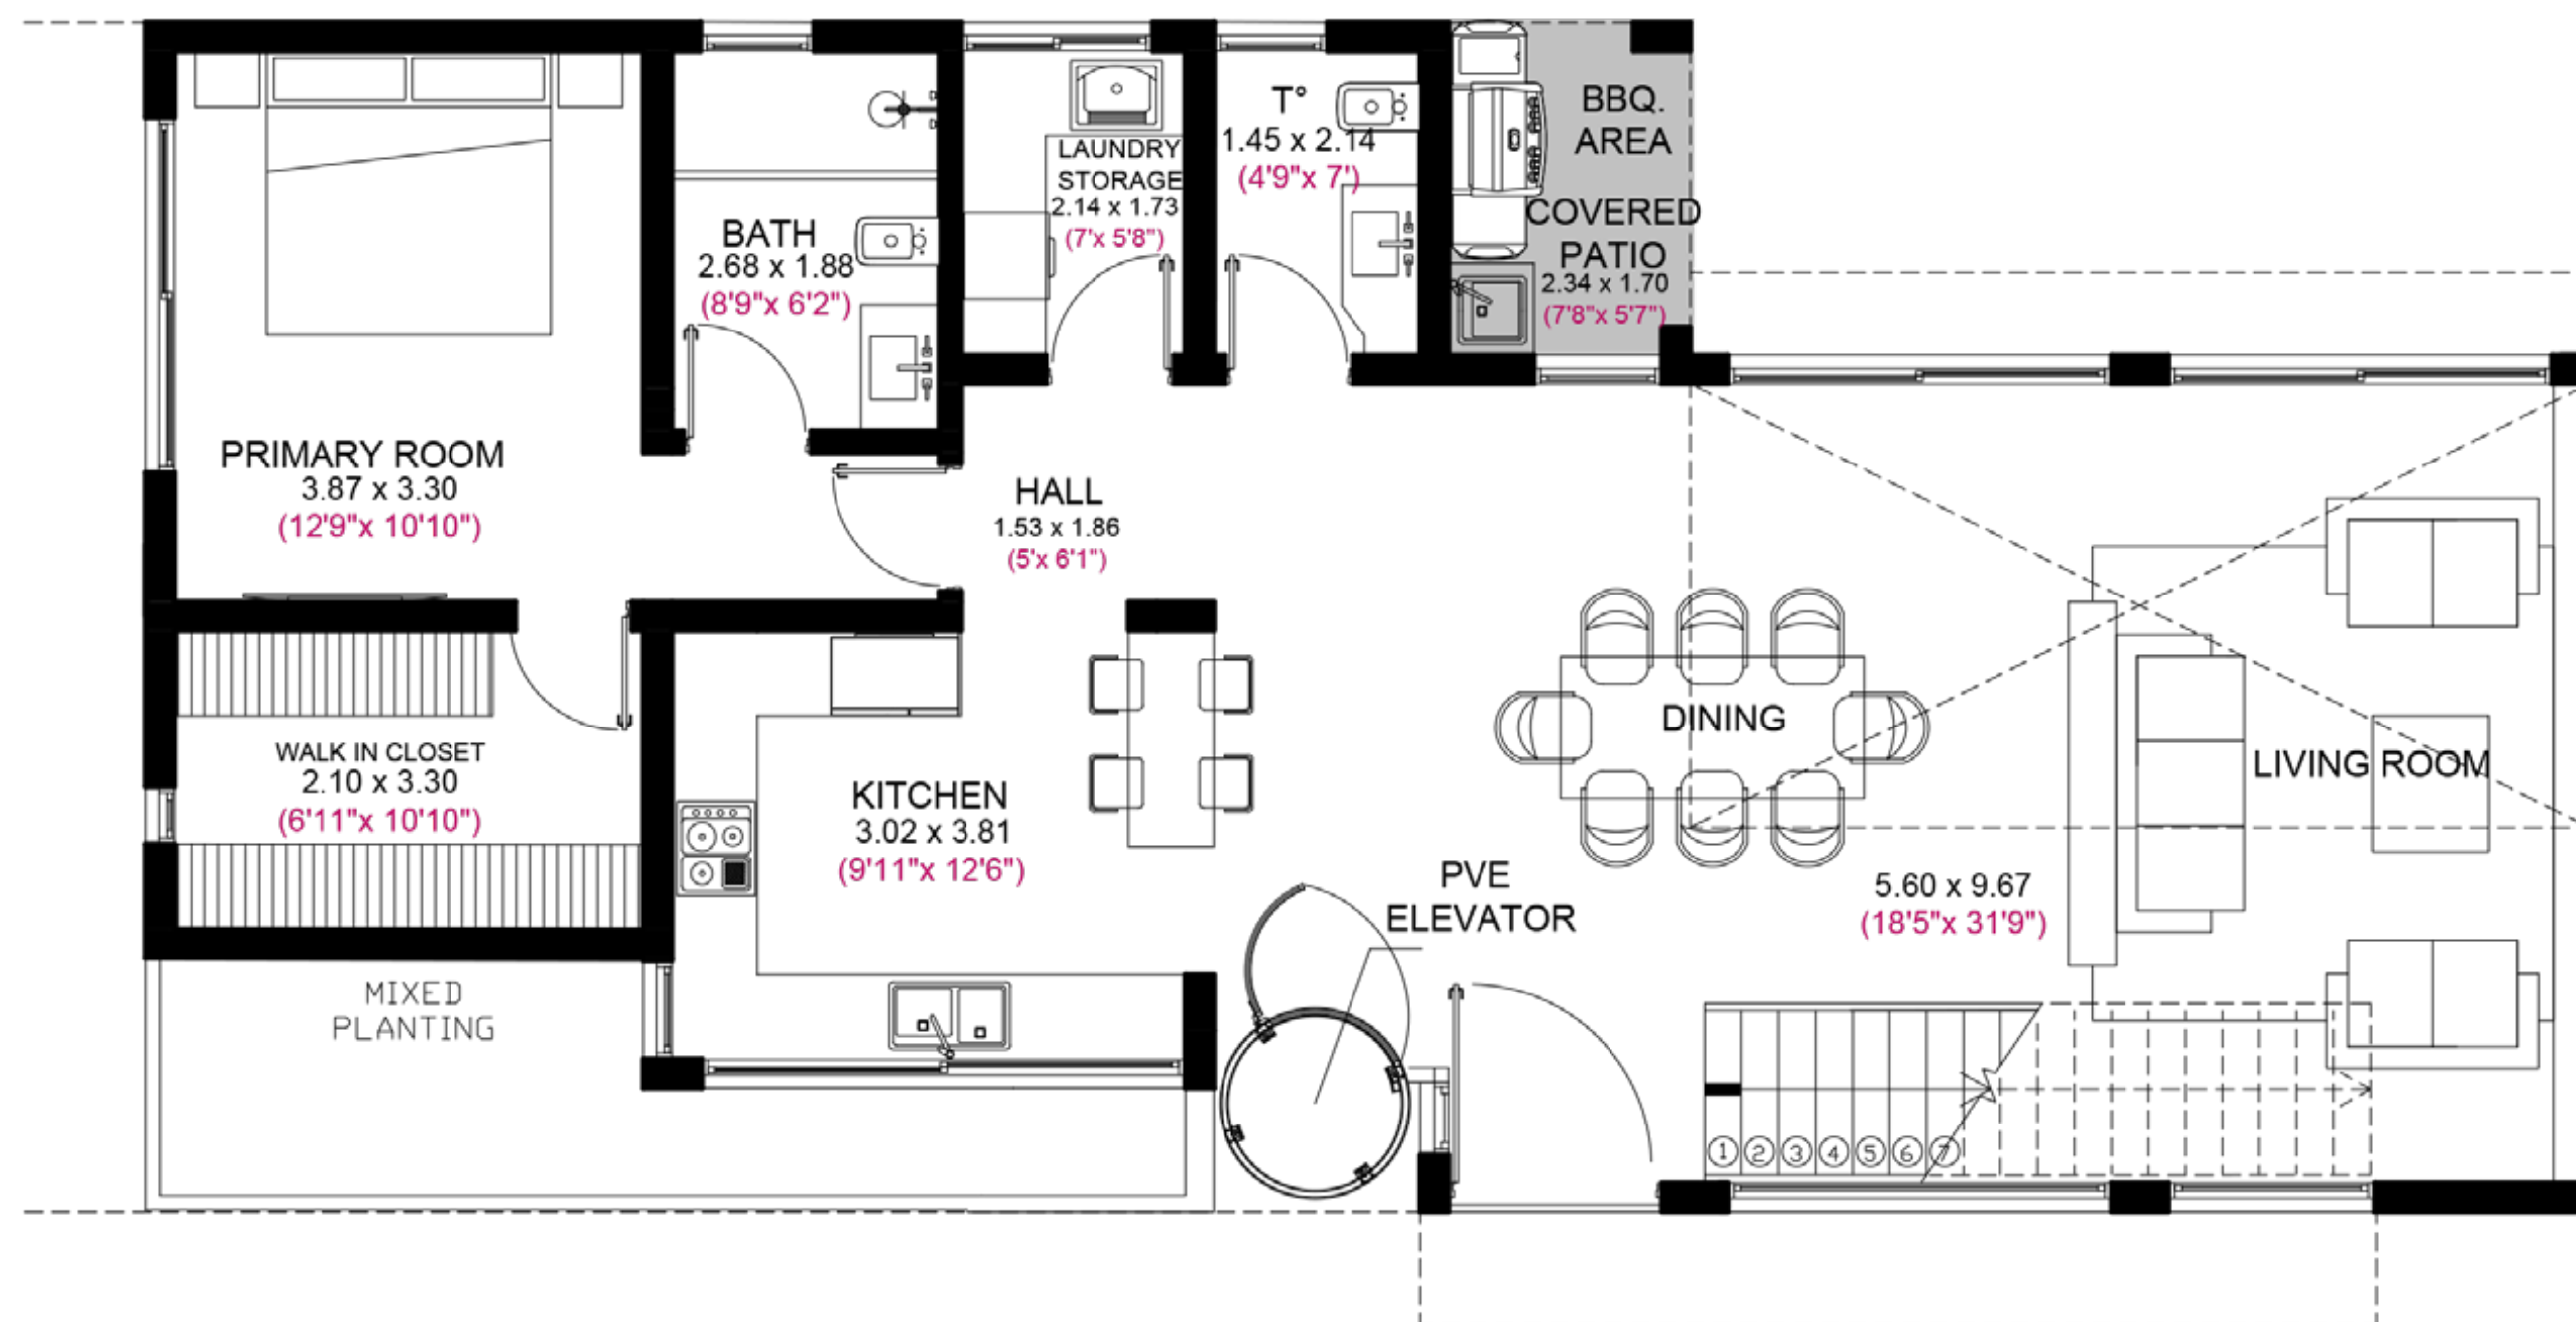 PRIMARY ROOM
3.87 x 3.30
(12'9"x 10'10")
BATH
2.68 x 1.88
(8'9"x 6'2")
LAUNDRY
STORAGE
2.14 x 1.73
(7'x 5'8")
T°
1.45 x 2.14
(4'9"x 7')
BBQ.
AREA
COVERED
PATIO
2.34 x 1.70
(7'8"x 5'7")
HALL
1.53 x 1.86
(5'x 6'1")
WALK IN CLOSET
2.10 x 3.30
(6'11"x 10'10")
KITCHEN
3.02 x 3.81
(9'11"x 12'6")
DINING
LIVING ROOM
5.60 x 9.67
(18'5"x 31'9")
PVE
ELEVATOR
MIXED
PLANTING
1 2 3 4 5 6 7